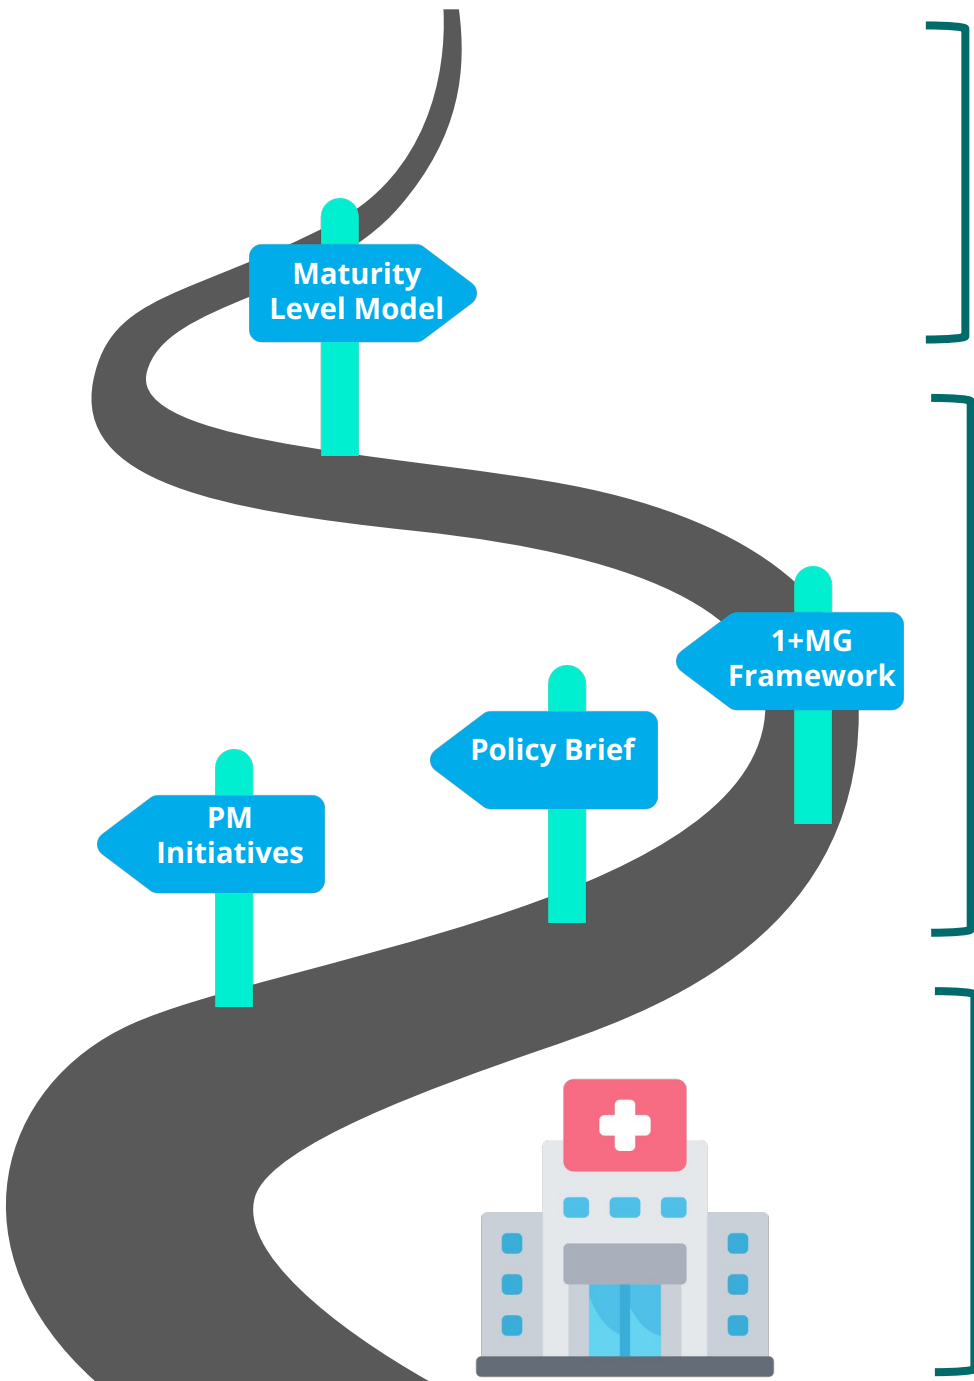 Maturity
Level Model
1+MG
Framework
Policy Brief
PM
Initiatives